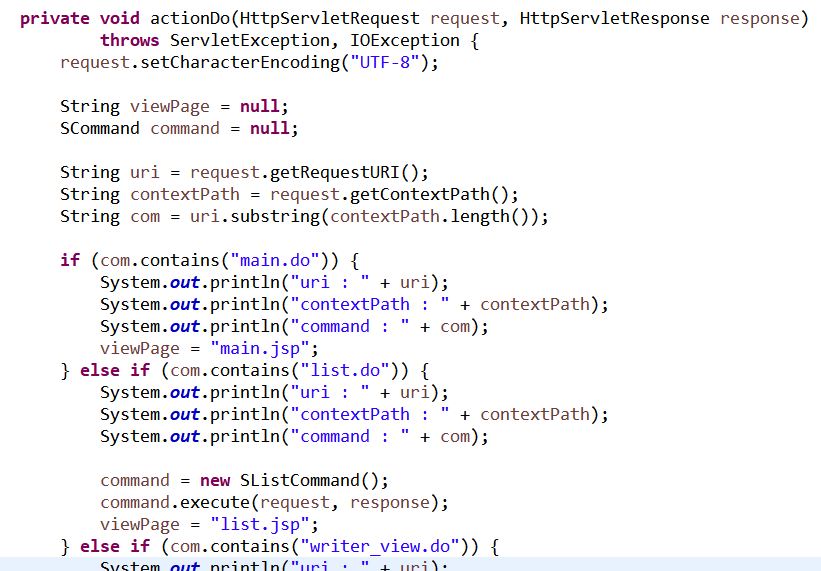 private void actionDo(HttpServletRequest request, HttpServletResponse response)
        throws ServletException, IOException {
    request.setCharacterEncoding("UTF-8");

    String viewPage = null;
    SCommand command = null;

    String uri = request.getRequestURI();
    String contextPath = request.getContextPath();
    String com = uri.substring(contextPath.length());

    if (com.contains("main.do")) {
        System.out.println("uri : " + uri);
        System.out.println("contextPath : " + contextPath);
        System.out.println("command : " + com);
        viewPage = "main.jsp";
    } else if (com.contains("list.do")) {
        System.out.println("uri : " + uri);
        System.out.println("contextPath : " + contextPath);
        System.out.println("command : " + com);

        command = new SListCommand();
        command.execute(request, response);
        viewPage = "list.jsp";
    } else if (com.contains("writer_view.do")) {
        System.out.println("uri : " + uri);